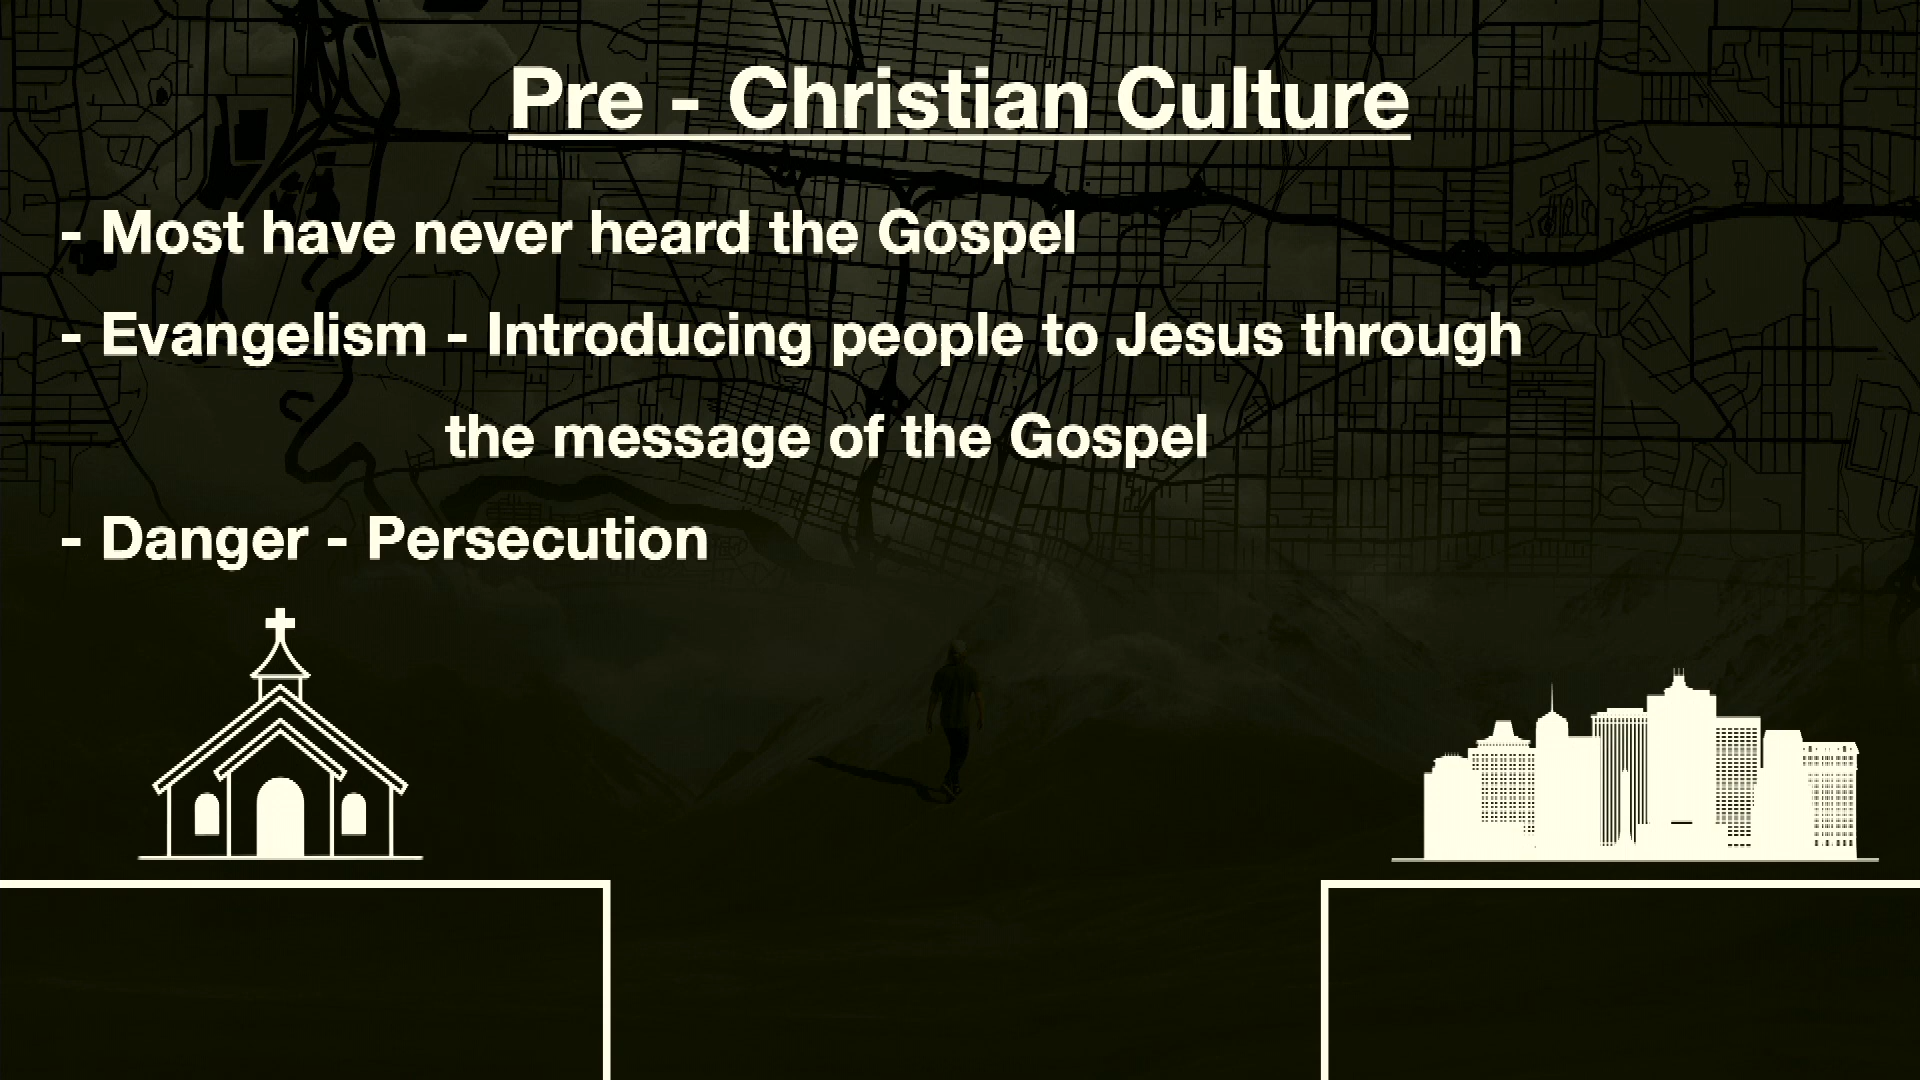 Pre - Christian Culture
- Most have never heard the Gospel
- Evangelism - Introducing people to Jesus through
the message of the Gospel
- Danger - Persecution